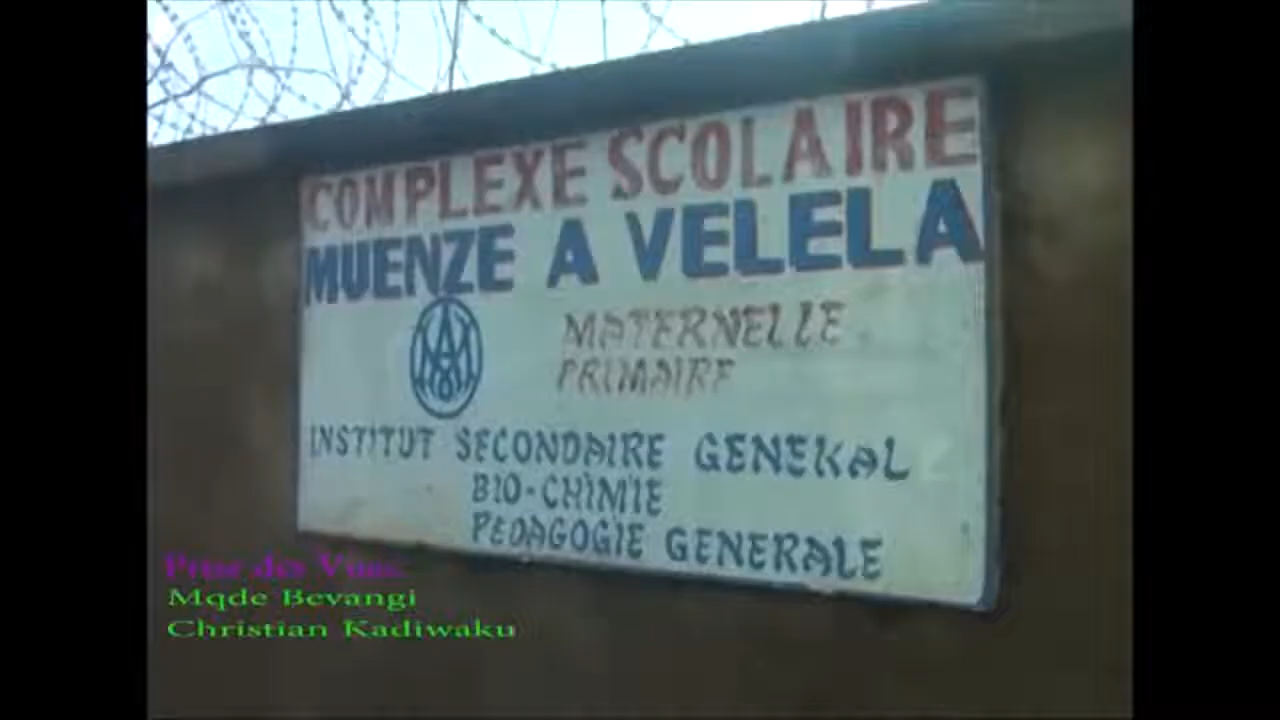 COMPLEXE SCOLAIRE
MUENZE A VELELA
MATERNELLE
PRIMAIRE
INSTITUT SECONDAIRE GENERAL
BIO-CHIMIE
PEDAGOGIE GENERALE
Prise des Vues
Mqde Bevangi
Christian Kadiwaku